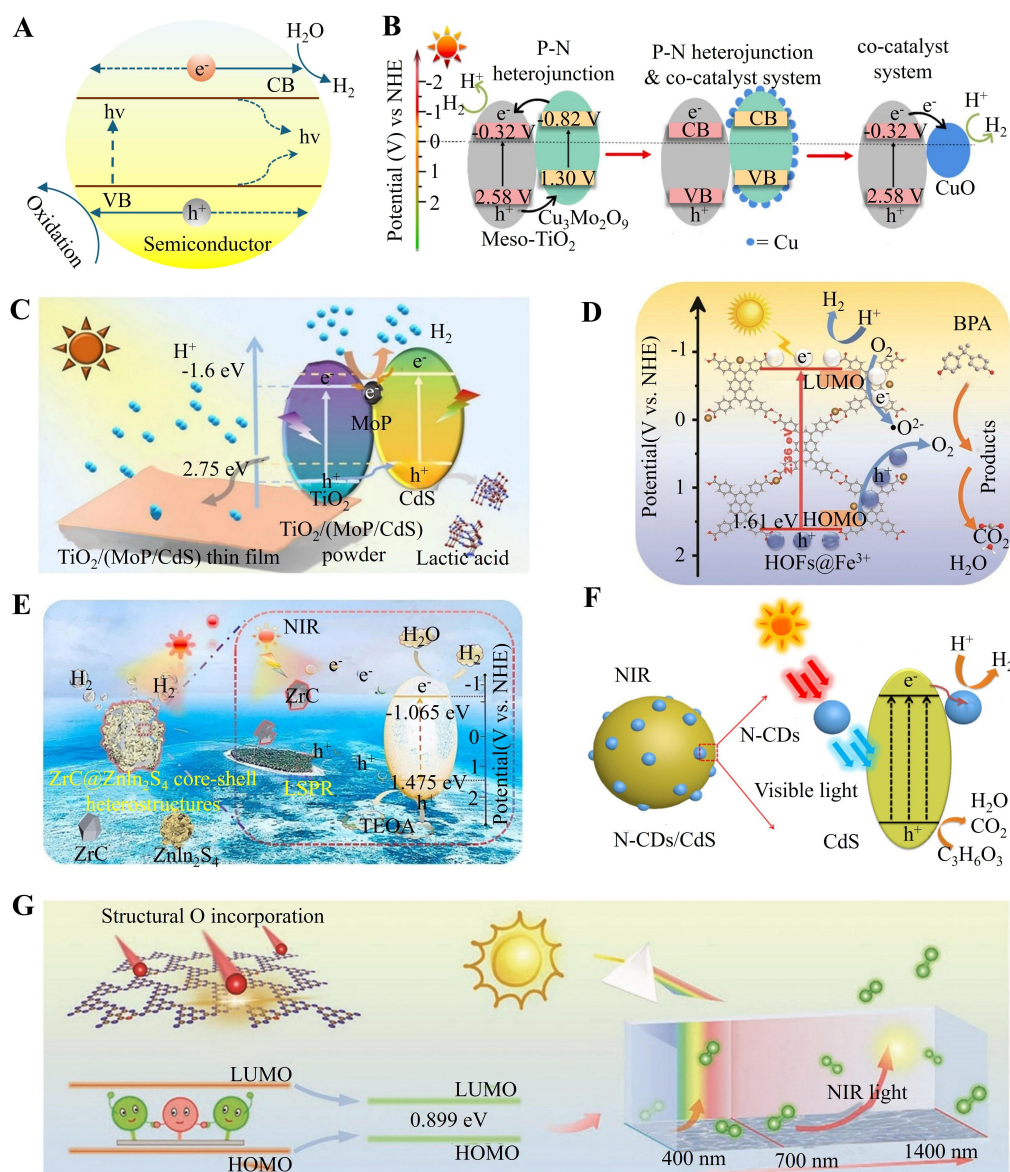 A
H₂O
e⁻
H₂
CB
hν
hν
VB
h⁺
Oxidation
Semiconductor
B
Potential (V) vs NHE
-2
-1
0
1
2
P-N
heterojunction
H⁺
H₂
e⁻
-0.32 V
-0.82 V
2.58 V
1.30 V
h⁺
Cu₃Mo₂O₉
Meso-TiO₂
P-N heterojunction
& co-catalyst system
e⁻
CB
CB
VB
VB
h⁺
= Cu
co-catalyst
system
e⁻
e⁻
H⁺
H₂
-0.32 V
2.58 V
h⁺
CuO
C
H⁺
-1.6 eV
H₂
e⁻
e⁻
e⁻
MoP
2.75 eV
h⁺
h⁺
TiO₂
CdS
TiO₂/(MoP/CdS)
powder
TiO₂/(MoP/CdS) thin film
Lactic acid
D
Potential(V vs. NHE)
-1
0
1
2
H₂
H⁺
e⁻
O₂
LUMO
e⁻
•O²⁻
O₂
2.36 eV
h⁺
1.61 eV
HOMO
h⁺
HOFs@Fe³⁺
BPA
Products
CO₂
H₂O
E
NIR
H₂
H₂
ZrC
e⁻
e⁻
H₂O
H₂
e⁻
-1.065 eV
h⁺
h⁺
1.475 eV
h⁺
LSPR
TEOA
-1
0
1
2
Potential(V vs. NHE)
ZrC@ZnIn₂S₄ core-shell
heterostructures
ZrC
ZnIn₂S₄
F
NIR
N-CDs
Visible light
N-CDs/CdS
e⁻
H⁺
H₂
h⁺
CdS
H₂O
CO₂
C₃H₆O₃
G
Structural O incorporation
LUMO
HOMO
LUMO
0.899 eV
HOMO
NIR light
400 nm
700 nm
1400 nm